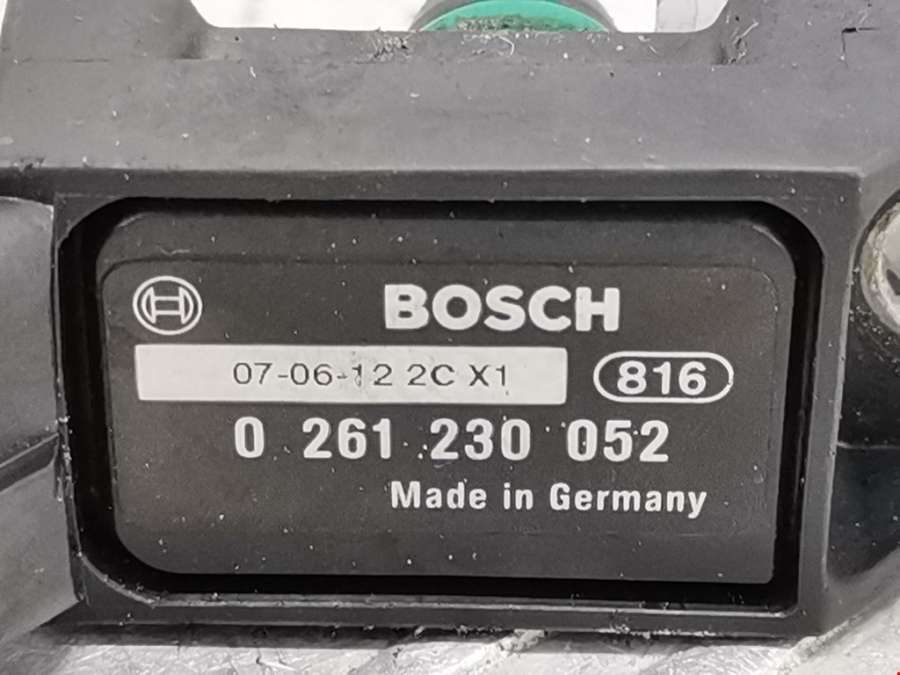 BOSCH
07-06-12 2C X1 816
0 261 230 052
Made in Germany